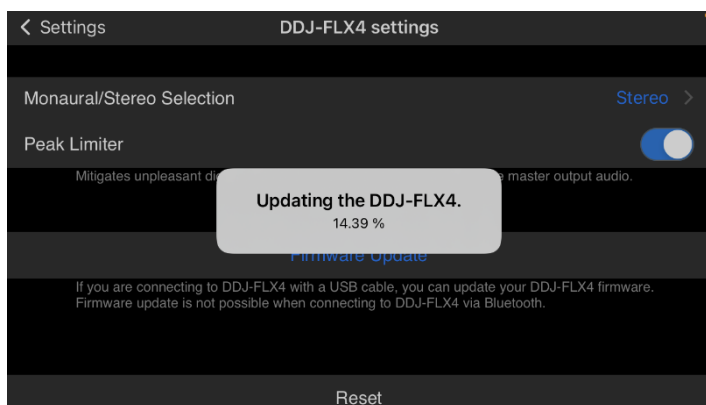 Settings
DDJ-FLX4 settings
Monaural/Stereo Selection
Stereo
Peak Limiter
Mitigates unpleasant
master output audio.
Updating the DDJ-FLX4.
14.39 %
Firmware Update
If you are connecting to DDJ-FLX4 with a USB cable, you can update your DDJ-FLX4 firmware.
Firmware update is not possible when connecting to DDJ-FLX4 via Bluetooth.
Reset